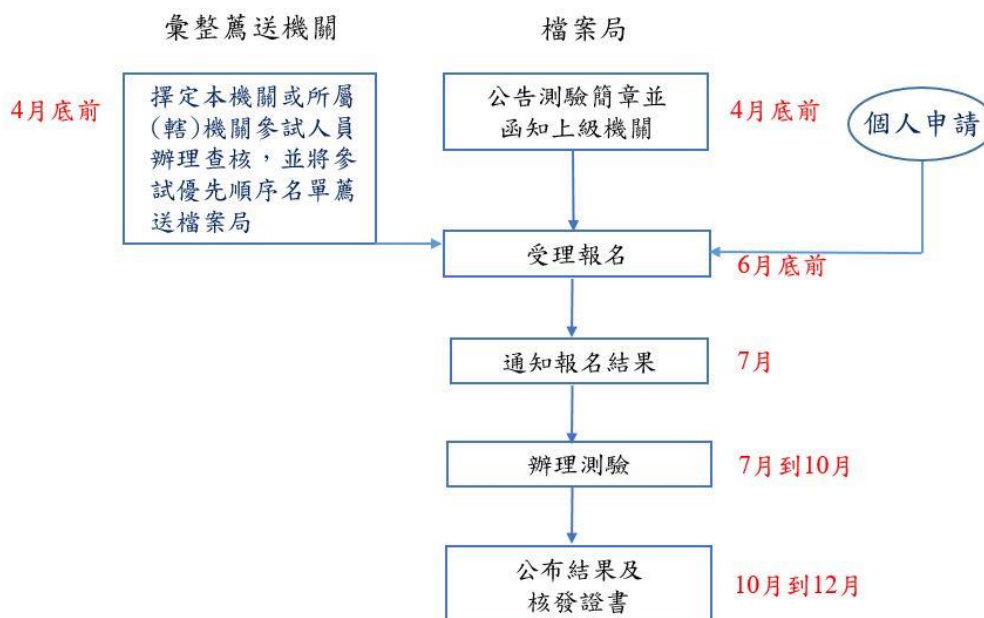 彙整薦送機關
檔案局
4月底前
擇定本機關或所屬
(轄)機關參試人員
辦理查核，並將參
試優先順序名單薦
送檔案局
公告測驗簡章並
函知上級機關
4月底前
個人申請
受理報名
6月底前
通知報名結果
7月
辦理測驗
7月到10月
公布結果及
核發證書
10月到12月